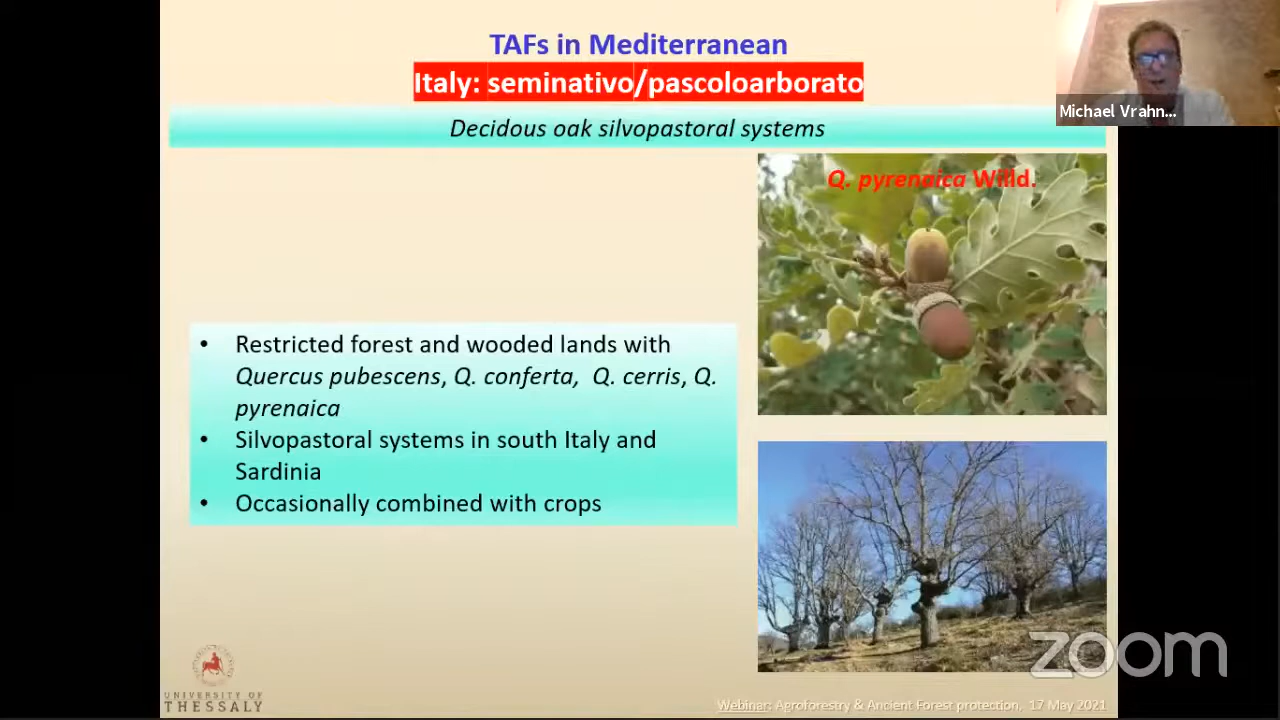 TAFs in Mediterranean
Italy: seminativo/pascoloarborato
Decidous oak silvopastoral systems
Michael Vrahn...
Q. pyrenaica Willd.
• Restricted forest and wooded lands with
Quercus pubescens, Q. conferta, Q. cerris, Q.
pyrenaica
• Silvopastoral systems in south Italy and
Sardinia
• Occasionally combined with crops
UNIVERSITY OF
THESSALY
zoom
Webinar: Agroforestry & Ancient Forest protection, 17 May 2021